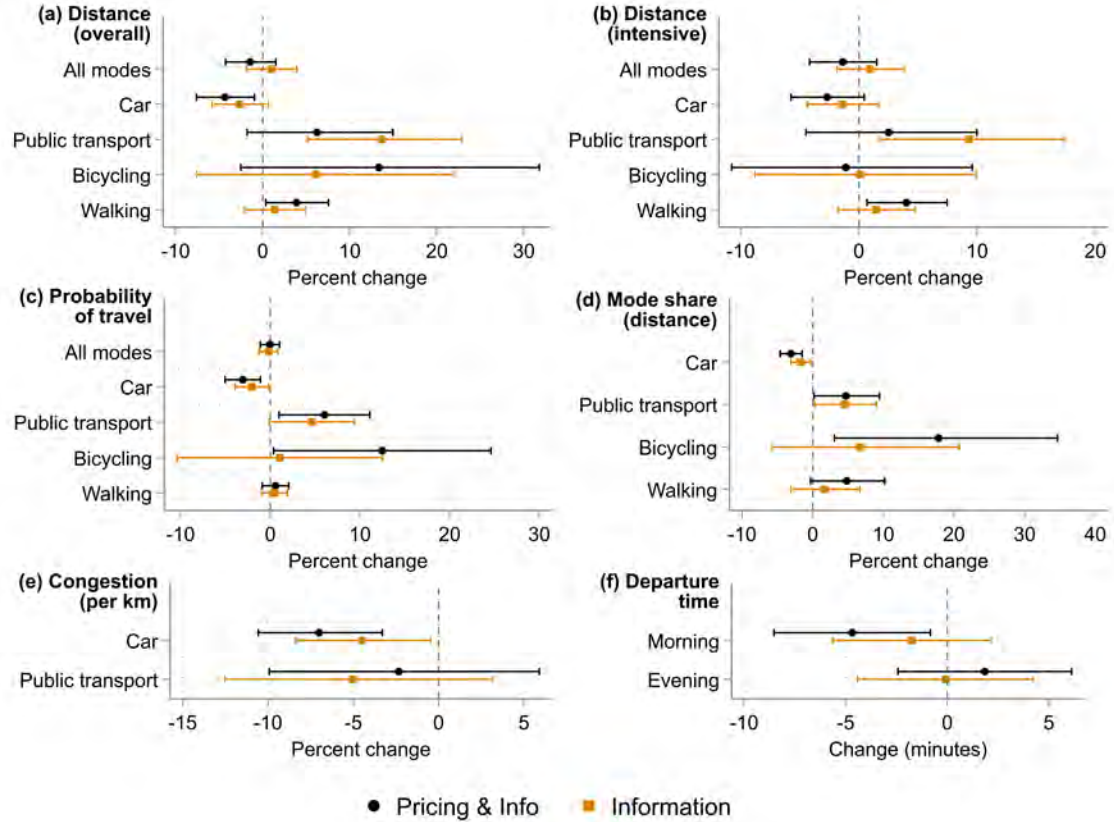 (a) Distance
(overall)
All modes
Car
Public transport
Bicycling
Walking
-10 0 10 20 30
Percent change
(b) Distance
(intensive)
All modes
Car
Public transport
Bicycling
Walking
-10 0 10 20
Percent change
(c) Probability
of travel
All modes
Car
Public transport
Bicycling
Walking
-10 0 10 20 30
Percent change
(d) Mode share
(distance)
Car
Public transport
Bicycling
Walking
-10 0 10 20 30 40
Percent change
(e) Congestion
(per km)
Car
Public transport
-15 -10 -5 0 5
Percent change
(f) Departure
time
Morning
Evening
-10 -5 0 5
Change (minutes)
Pricing & Info Information